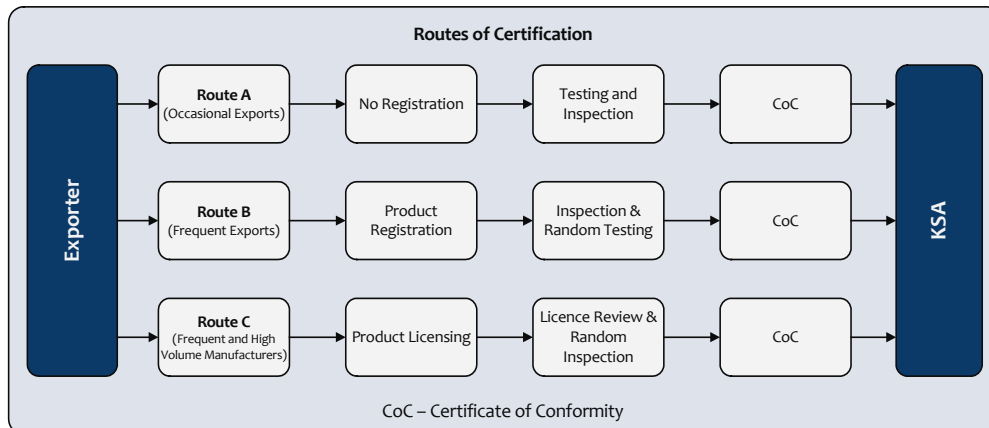 Routes of Certification
Exporter
Route A
(Occasional Exports)
No Registration
Testing and
Inspection
CoC
Route B
(Frequent Exports)
Product
Registration
Inspection &
Random Testing
CoC
Route C
(Frequent and High
Volume Manufacturers)
Product Licensing
Licence Review &
Random
Inspection
CoC
KSA
CoC – Certificate of Conformity